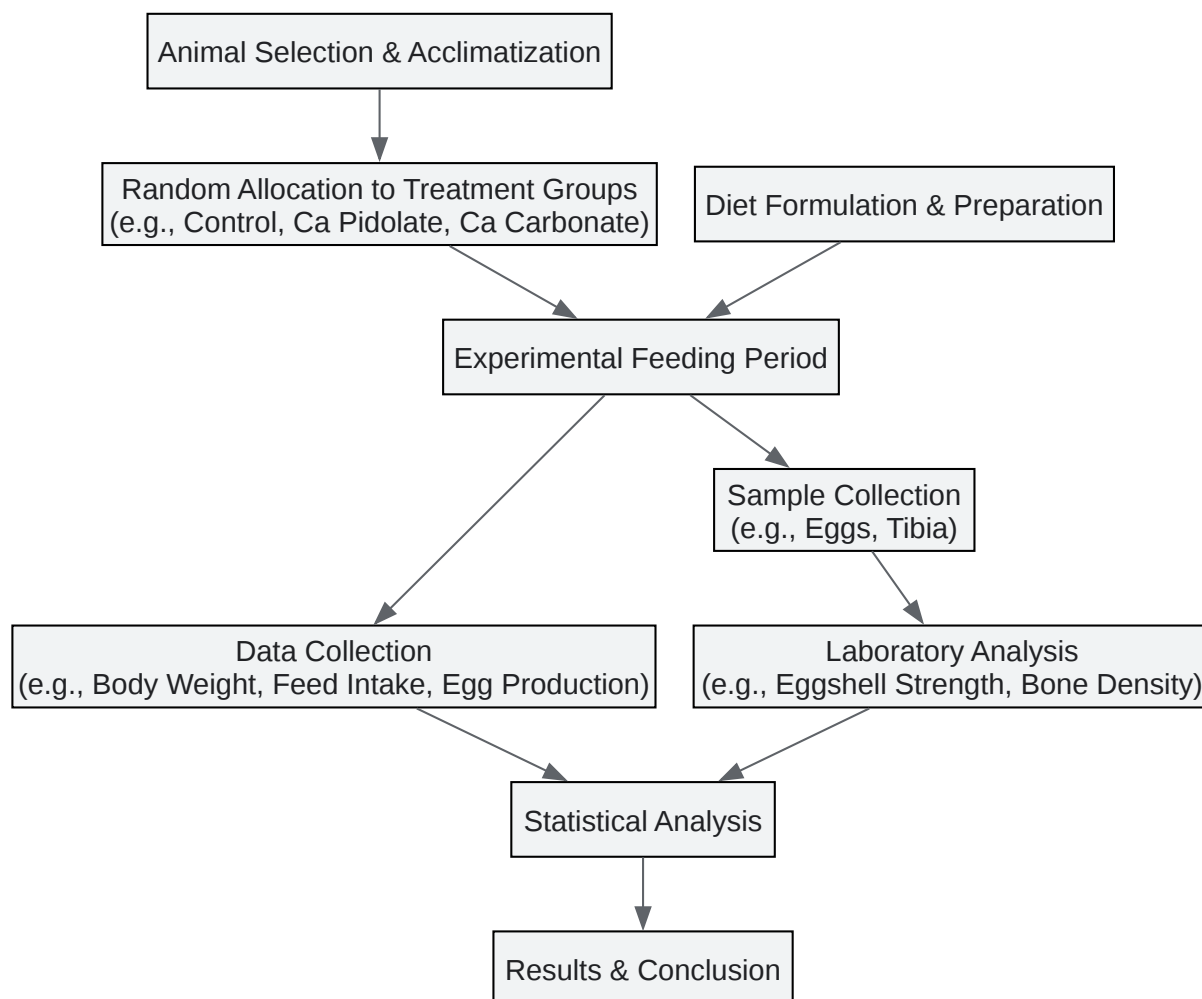 Animal Selection & Acclimatization
Random Allocation to Treatment Groups
(e.g., Control, Ca Pidolate, Ca Carbonate)
Diet Formulation & Preparation
Experimental Feeding Period
Sample Collection
(e.g., Eggs, Tibia)
Data Collection
(e.g., Body Weight, Feed Intake, Egg Production)
Laboratory Analysis
(e.g., Eggshell Strength, Bone Density)
Statistical Analysis
Results & Conclusion